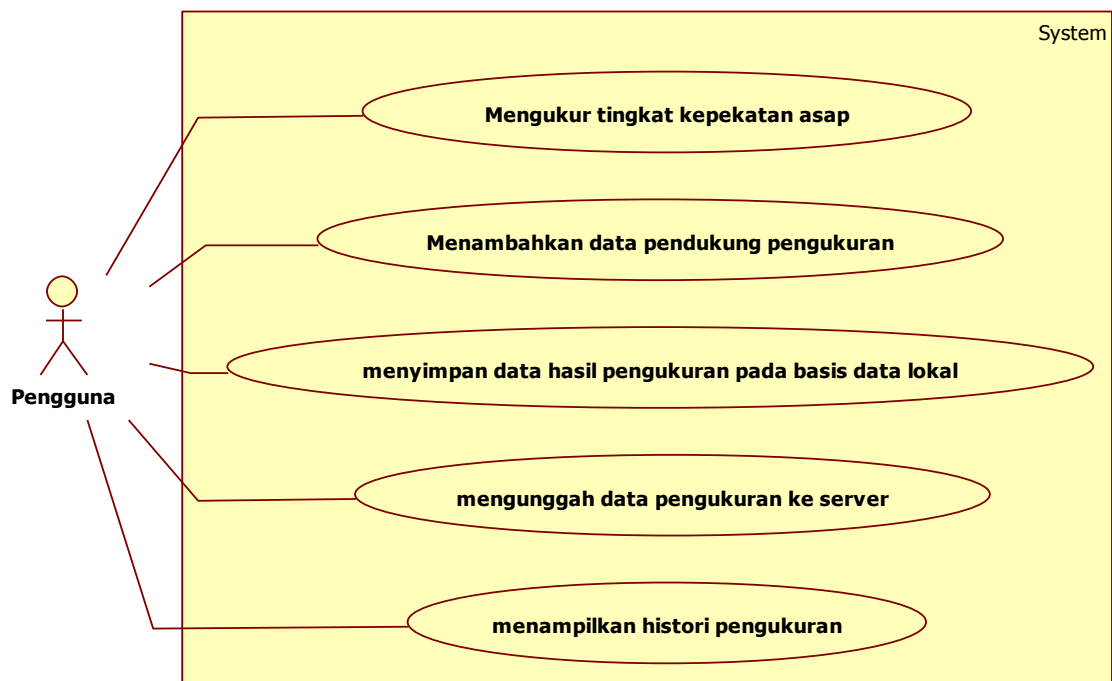 System
Mengukur tingkat kepekatan asap
Menambahkan data pendukung pengukuran
menyimpan data hasil pengukuran pada basis data lokal
Pengguna
mengunggah data pengukuran ke server
menampilkan histori pengukuran